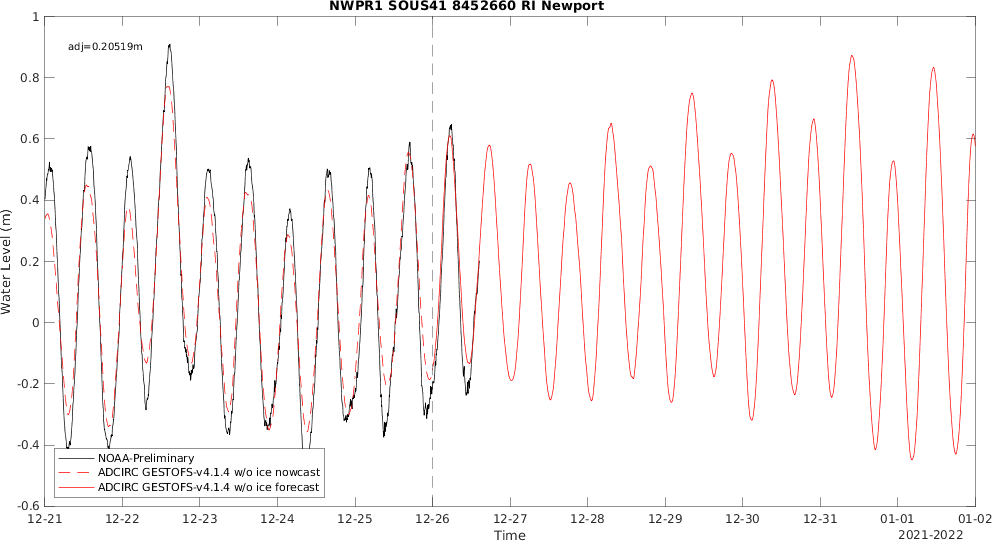 NWPR1 SOUS41 8452660 RI Newport
adj=0.20519m
Water Level (m)
1
0.8
0.6
0.4
0.2
0
-0.2
-0.4
-0.6
NOAA-Preliminary
ADCIRC GESTOFS-v4.1.4 w/o ice nowcast
ADCIRC GESTOFS-v4.1.4 w/o ice forecast
12-21 12-22 12-23 12-24 12-25 12-26 12-27 12-28 12-29 12-30 12-31 01-01 01-02
Time
2021-2022